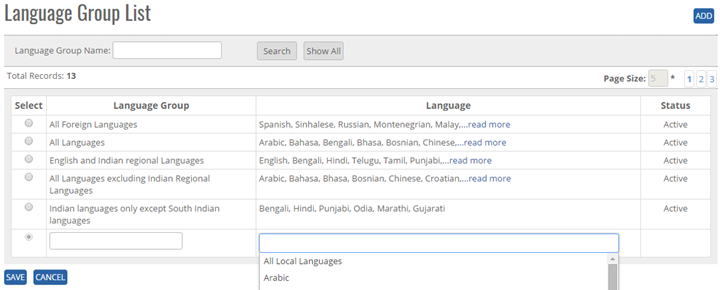 Language Group List
ADD
Language Group Name: Search Show All
Total Records: 13 Page Size: 5 * 1 2 3
Select Language Group Language Status
All Foreign Languages Spanish, Sinhalese, Russian, Montenegrian, Malay,...read more Active
All Languages Arabic, Bahasa, Bengali, Bhasa, Bosnian, Chinese,...read more Active
English and Indian regional Languages English, Bengali, Hindi, Telugu, Tamil, Punjabi,...read more Active
All Languages excluding Indian Regional Arabic, Bahasa, Bhasa, Bosnian, Chinese, Croatian,...read more Active
Languages
Indian languages only except South Indian Bengali, Hindi, Punjabi, Odia, Marathi, Gujarati Active
languages
All Local Languages
Arabic
SAVE CANCEL